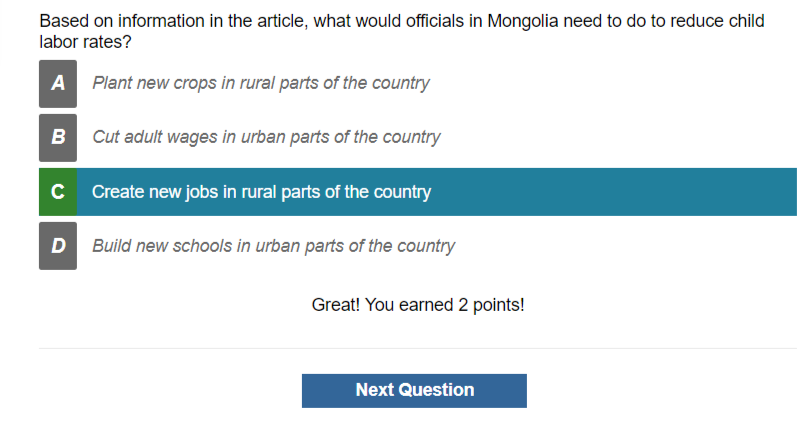 Based on information in the article, what would officials in Mongolia need to do to reduce child
labor rates?
A Plant new crops in rural parts of the country
B Cut adult wages in urban parts of the country
C Create new jobs in rural parts of the country
D Build new schools in urban parts of the country
Great! You earned 2 points!
Next Question